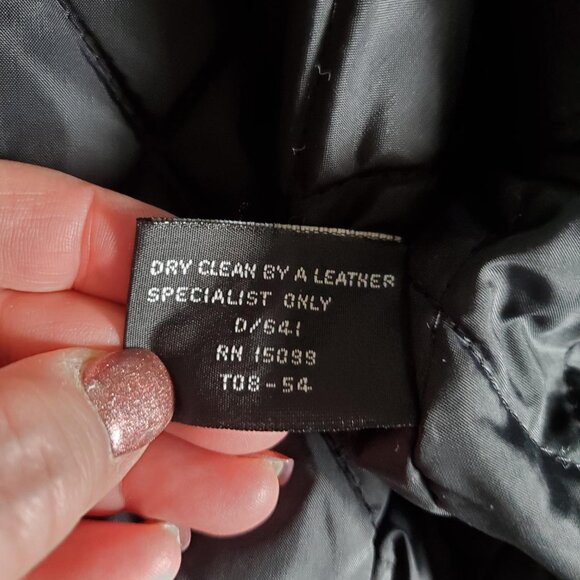 DRY CLEAN BY A LEATHER
SPECIALIST ONLY
D/641
RN 15099
T08-54